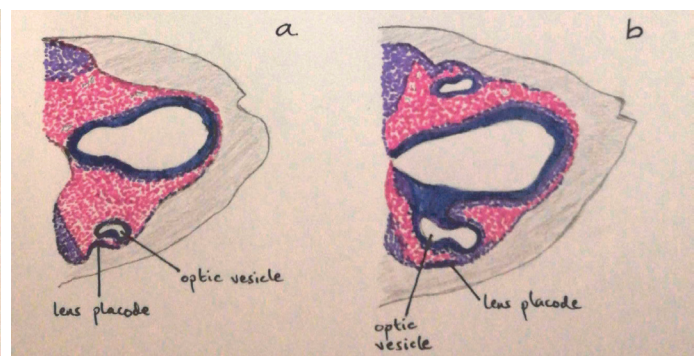 a
b
optic vesicle
lens placode
lens placode
optic
vesicle